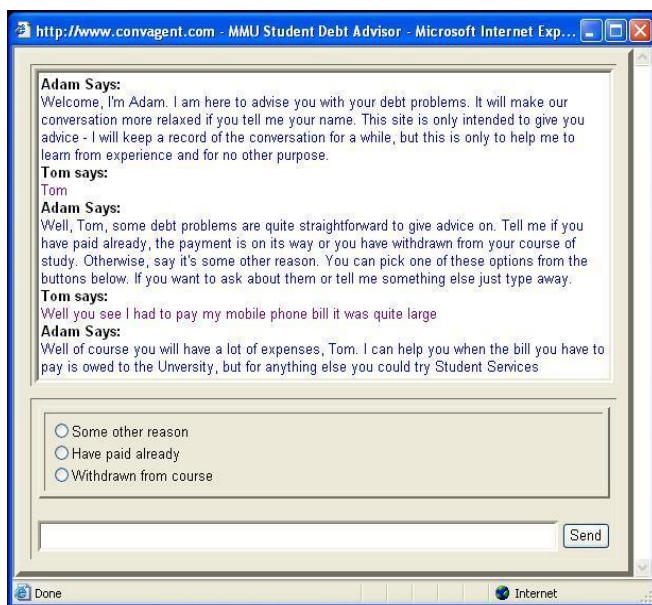 http://www.convagent.com - MMU Student Debt Advisor - Microsoft Internet Exp...
Adam Says:
Welcome, I'm Adam. I am here to advise you with your debt problems. It will make our
conversation more relaxed if you tell me your name. This site is only intended to give you
advice - I will keep a record of the conversation for a while, but this is only to help me to
learn from experience and for no other purpose.
Tom says:
Tom
Adam Says:
Well, Tom, some debt problems are quite straightforward to give advice on. Tell me if you
have paid already, the payment is on its way or you have withdrawn from your course of
study. Otherwise, say it's some other reason. You can pick one of these options from the
buttons below. If you want to ask about them or tell me something else just type away.
Tom says:
Well you see I had to pay my mobile phone bill it was quite large
Adam Says:
Well of course you will have a lot of expenses, Tom. I can help you when the bill you have to
pay is owed to the Unversity, but for anything else you could try Student Services
Some other reason
Have paid already
Withdrawn from course
Send
Done
Internet